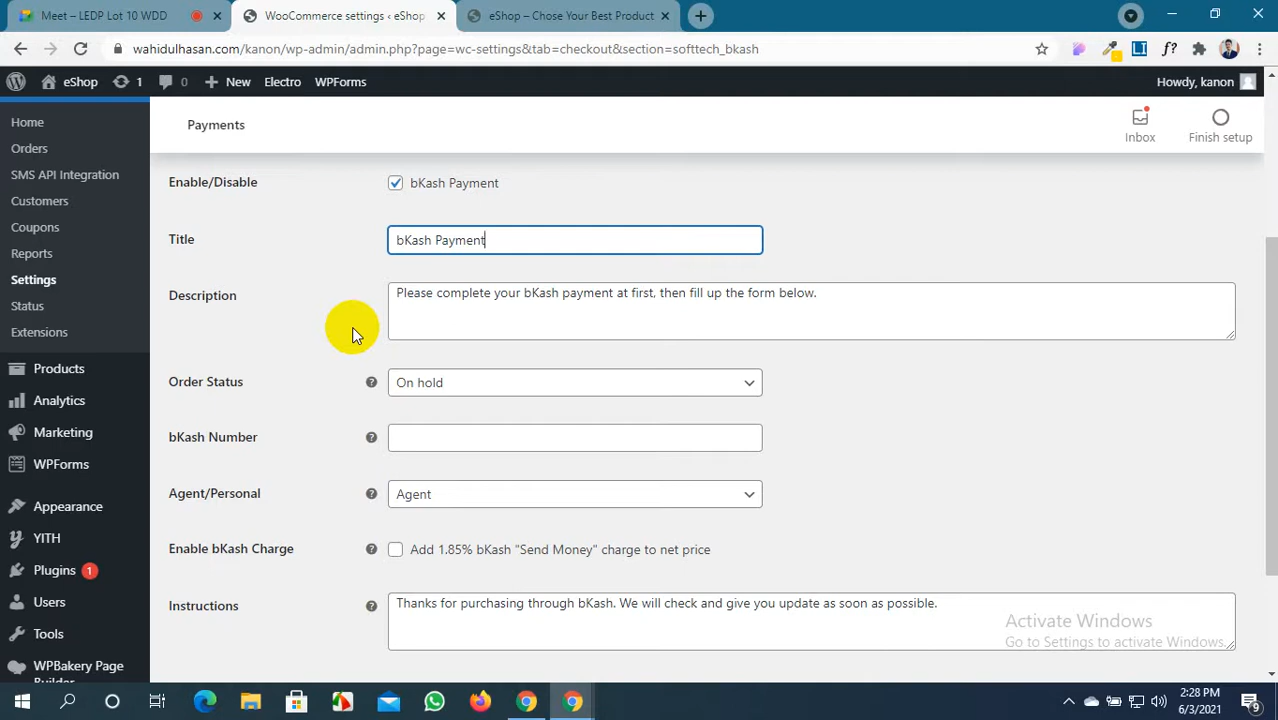 Meet – LEDP Lot 10 WDD
WooCommerce settings ‹ eShop
eShop – Chose Your Best Product
wahidulhasan.com/kanon/wp-admin/admin.php?page=wc-settings&tab=checkout&section=softtech_bkash
eShop 1 0 New Electro WPForms Howdy, kanon
Home
Orders
SMS API Integration
Customers
Coupons
Reports
Settings
Status
Extensions
Products
Analytics
Marketing
WPForms
Appearance
YITH
Plugins 1
Users
Tools
WPBakery Page
Builder
Payments
Inbox
Finish setup
Enable/Disable bKash Payment
Title bKash Payment
Description Please complete your bKash payment at first, then fill up the form below.
Order Status On hold
bKash Number
Agent/Personal Agent
Enable bKash Charge Add 1.85% bKash "Send Money" charge to net price
Instructions Thanks for purchasing through bKash. We will check and give you update as soon as possible.
Activate Windows
Go to Settings to activate Windows.
2:28 PM
6/3/2021
9